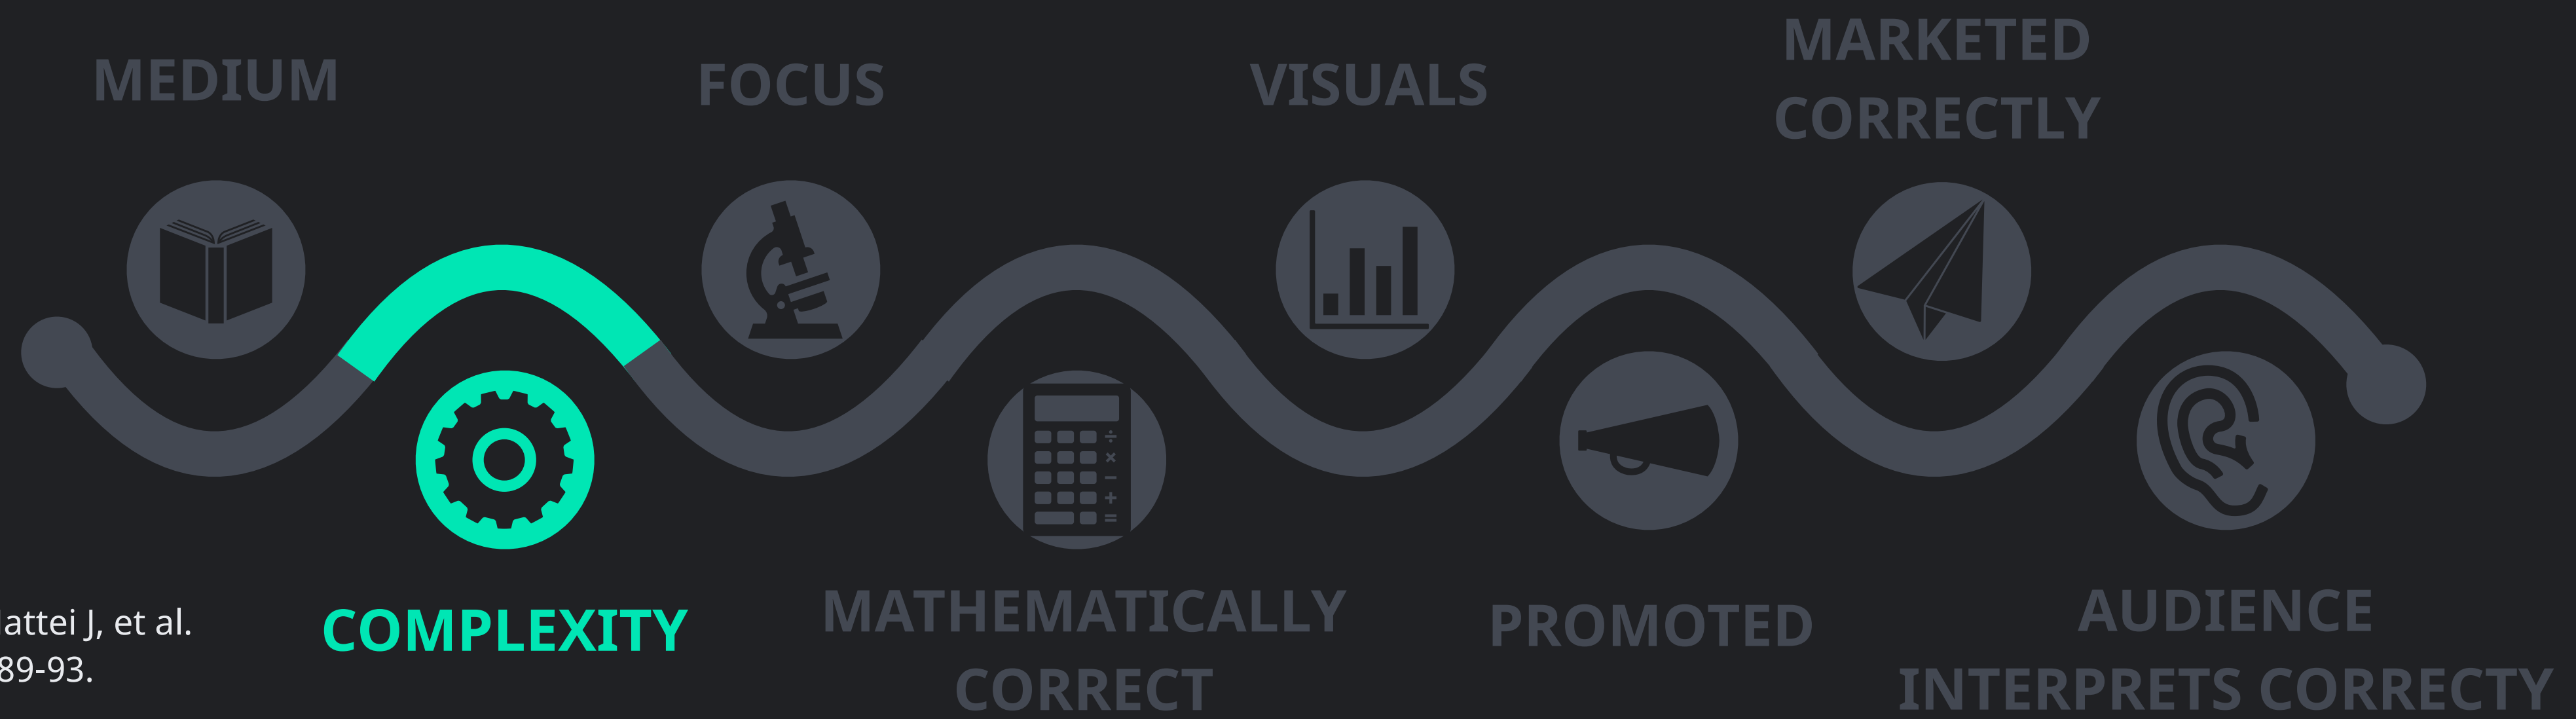 MEDIUM
COMPLEXITY
FOCUS
MATHEMATICALLY
CORRECT
VISUALS
PROMOTED
MARKETED
CORRECTLY
AUDIENCE
INTERPRETS CORRECTY
attei J, et al.
89-93.